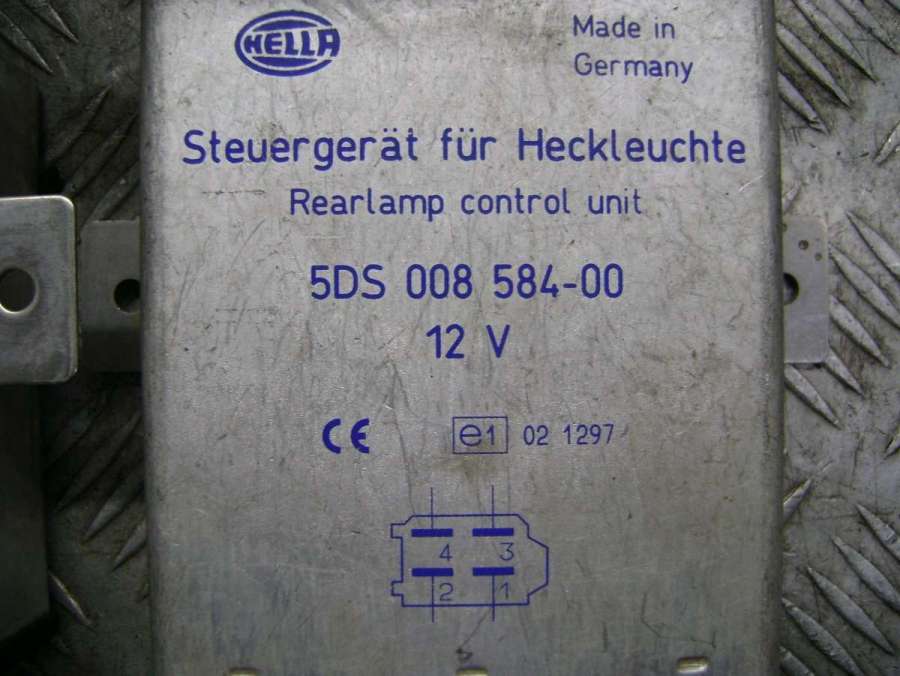 HELLA
Made in
Germany
Steuergerät für Heckleuchte
Rearlamp control unit
5DS 008 584-00
12 V
CE
e1 02 1297
4 3
2 1